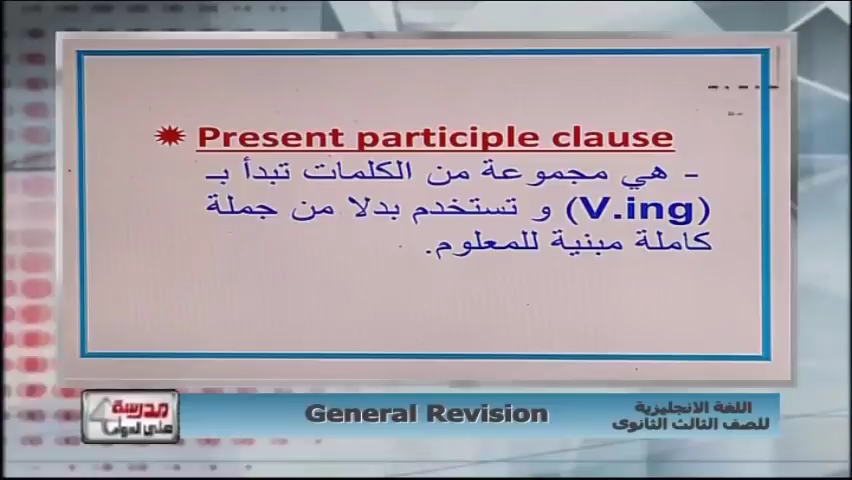 Present participle clause
- هي مجموعة من الكلمات تبدأ بـ
(V.ing) و تستخدم بدلا من جملة
كاملة مبنية للمعلوم.
General Revision
اللغة الانجليزية
للصف الثالث الثانوى
مدرسة
على الهواء